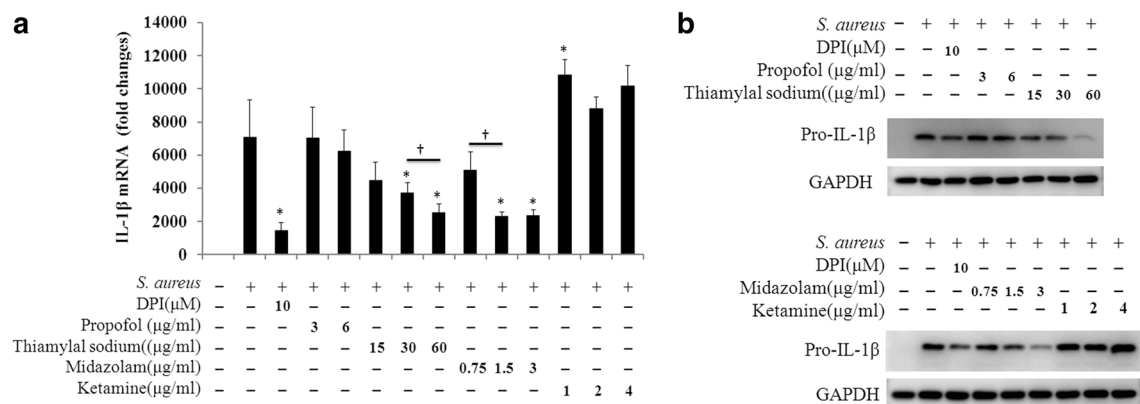 a
14000
12000
10000
8000
6000
4000
2000
0
IL-1β mRNA (fold changes)
* * † * † * * *
S. aureus – + + + + + + + + + + + + +
DPI(µM) – – 10 – – – – – – – – – – –
Propofol (µg/ml) – – – 3 6 – – – – – – – – –
Thiamylal sodium((µg/ml) – – – – – 15 30 60 – – – – – –
Midazolam(µg/ml) – – – – – – – – 0.75 1.5 3 – – –
Ketamine(µg/ml) – – – – – – – – – – – 1 2 4
b
S. aureus – + + + + + + +
DPI(µM) – – 10 – – – – –
Propofol (µg/ml) – – – 3 6 – – –
Thiamylal sodium((µg/ml) – – – – – 15 30 60
Pro-IL-1β
GAPDH
S. aureus – + + + + + + + +
DPI(µM) – – 10 – – – – – –
Midazolam(µg/ml) – – – 0.75 1.5 3 – – –
Ketamine(µg/ml) – – – – – – 1 2 4
Pro-IL-1β
GAPDH